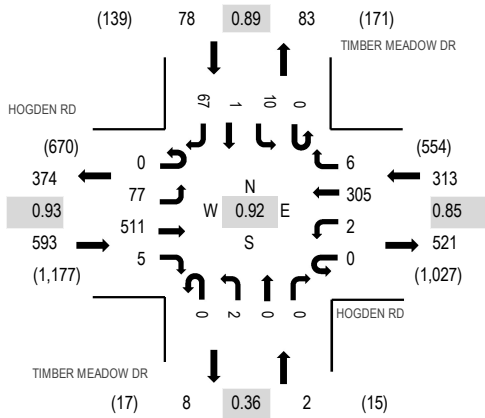 (139) 78 0.89 83 (171)
TIMBER MEADOW DR
HOGDEN RD
67 1 10 0
(670) (554)
0 6
374 313
77 N 305
0.93 W 0.92 E 0.85
511 S 2
593 521
5 0
(1,177) (1,027)
0 2 0 0
HOGDEN RD
TIMBER MEADOW DR
(17) 8 0.36 2 (15)